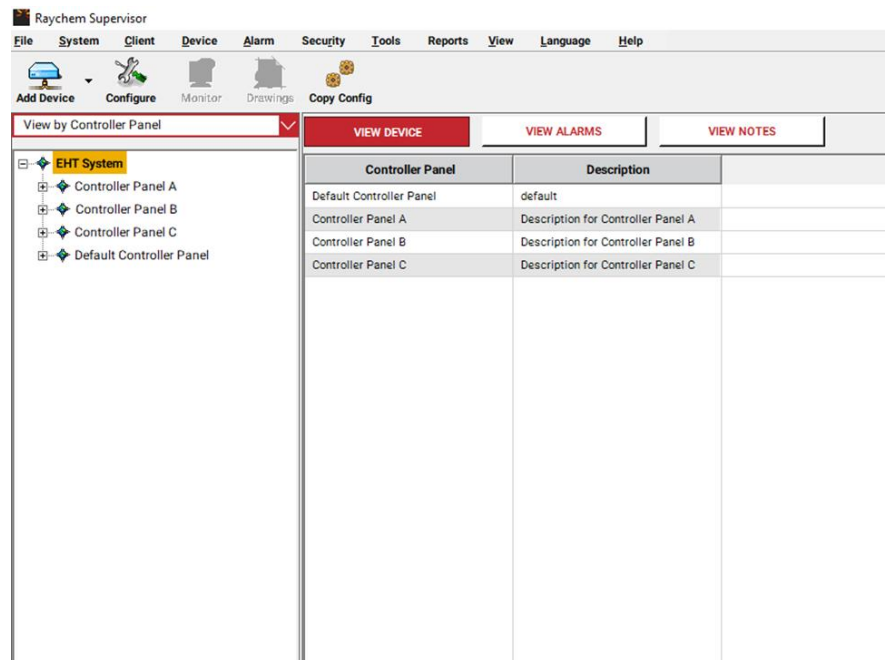 Raychem Supervisor
File System Client Device Alarm Security Tools Reports View Language Help
Add Device Configure Monitor Drawings Copy Config
View by Controller Panel
VIEW DEVICE VIEW ALARMS VIEW NOTES
EHT System
Controller Panel A
Controller Panel B
Controller Panel C
Default Controller Panel
Controller Panel Description
Default Controller Panel default
Controller Panel A Description for Controller Panel A
Controller Panel B Description for Controller Panel B
Controller Panel C Description for Controller Panel C